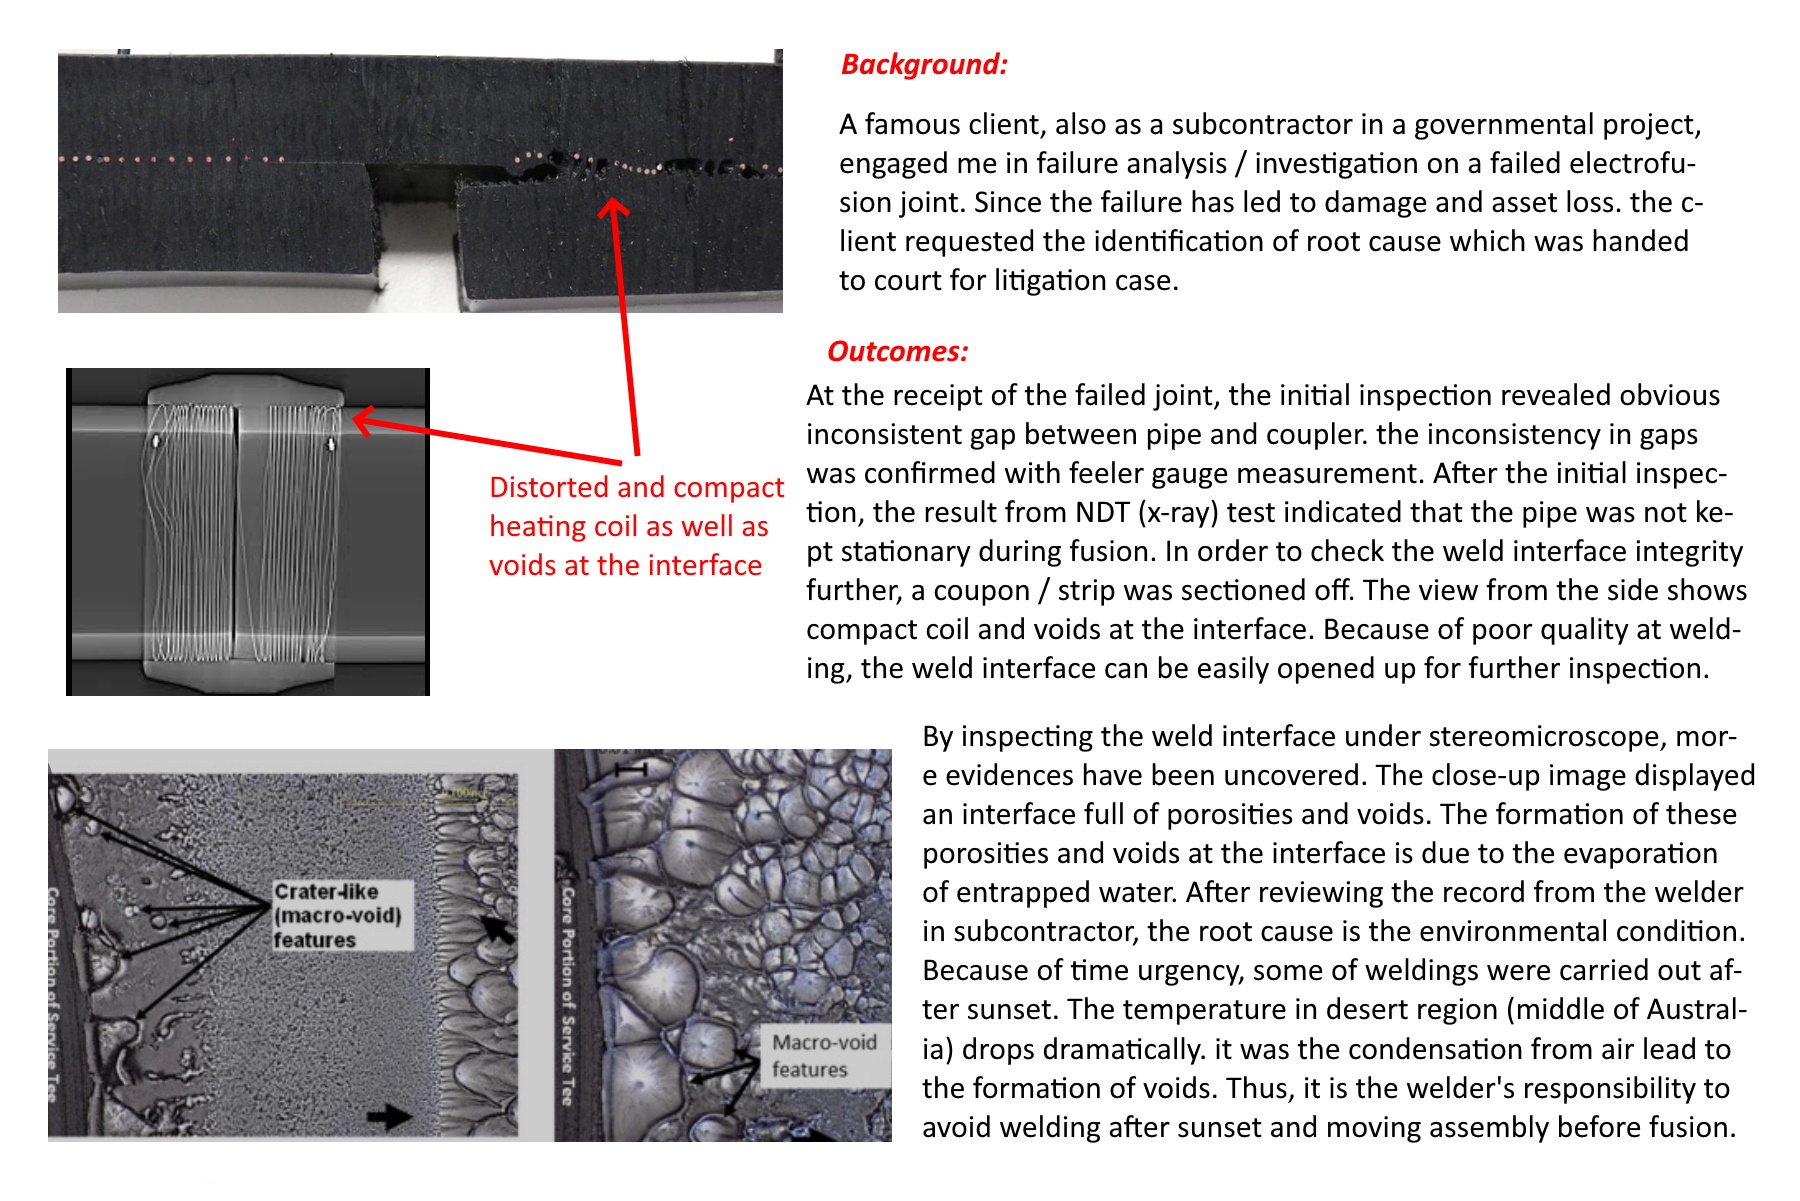 Background:
A famous client, also as a subcontractor in a governmental project,
engaged me in failure analysis / investigation on a failed electrofu-
sion joint. Since the failure has led to damage and asset loss. the c-
lient requested the identification of root cause which was handed
to court for litigation case.
Outcomes:
At the receipt of the failed joint, the initial inspection revealed obvious
inconsistent gap between pipe and coupler. the inconsistency in gaps
was confirmed with feeler gauge measurement. After the initial inspec-
tion, the result from NDT (x-ray) test indicated that the pipe was not ke-
pt stationary during fusion. In order to check the weld interface integrity
further, a coupon / strip was sectioned off. The view from the side shows
compact coil and voids at the interface. Because of poor quality at weld-
ing, the weld interface can be easily opened up for further inspection.
Distorted and compact
heating coil as well as
voids at the interface
By inspecting the weld interface under stereomicroscope, mor-
e evidences have been uncovered. The close-up image displayed
an interface full of porosities and voids. The formation of these
porosities and voids at the interface is due to the evaporation
of entrapped water. After reviewing the record from the welder
in subcontractor, the root cause is the environmental condition.
Because of time urgency, some of weldings were carried out af-
ter sunset. The temperature in desert region (middle of Austral-
ia) drops dramatically. it was the condensation from air lead to
the formation of voids. Thus, it is the welder's responsibility to
avoid welding after sunset and moving assembly before fusion.
Crater-like
(macro-void)
features
Core Portion of Service Tee
Core Portion of Service Tee
Macro-void
features